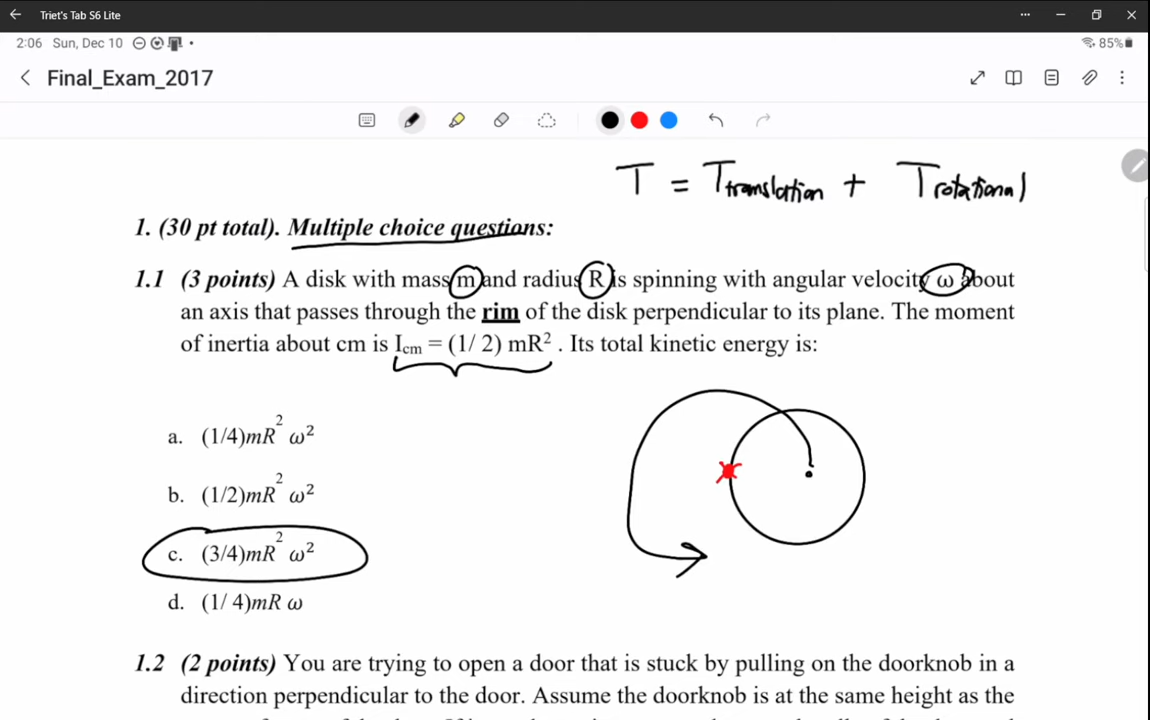 Triet's Tab S6 Lite
2:06 Sun, Dec 10
85%
Final_Exam_2017
T = Ttranslation + Trotational
1. (30 pt total). Multiple choice questions:
1.1 (3 points) A disk with mass m and radius R is spinning with angular velocity ω about
an axis that passes through the rim of the disk perpendicular to its plane. The moment
of inertia about cm is Icm = (1/ 2) mR². Its total kinetic energy is:
a. (1/4)mR² ω²
b. (1/2)mR² ω²
c. (3/4)mR² ω²
d. (1/ 4)mR ω
1.2 (2 points) You are trying to open a door that is stuck by pulling on the doorknob in a
direction perpendicular to the door. Assume the doorknob is at the same height as the